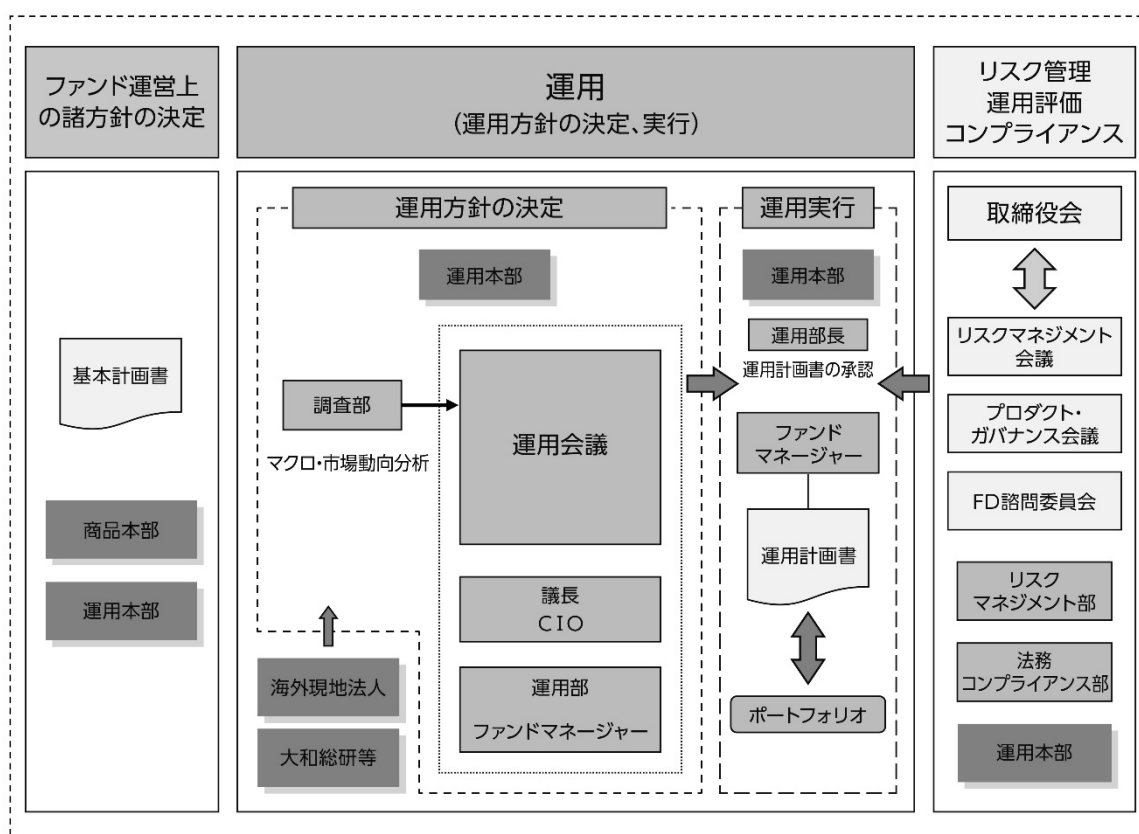 ファンド運営上
の諸方針の決定
運用
(運用方針の決定、実行)
リスク管理
運用評価
コンプライアンス
基本計画書
商品本部
運用本部
運用方針の決定
運用本部
調査部
マクロ・市場動向分析
運用会議
議長
CIO
運用部
ファンドマネージャー
海外現地法人
大和総研等
運用実行
運用本部
運用部長
運用計画書の承認
ファンド
マネージャー
運用計画書
ポートフォリオ
取締役会
リスクマネジメント
会議
プロダクト・
ガバナンス会議
FD諮問委員会
リスク
マネジメント部
法務
コンプライアンス部
運用本部